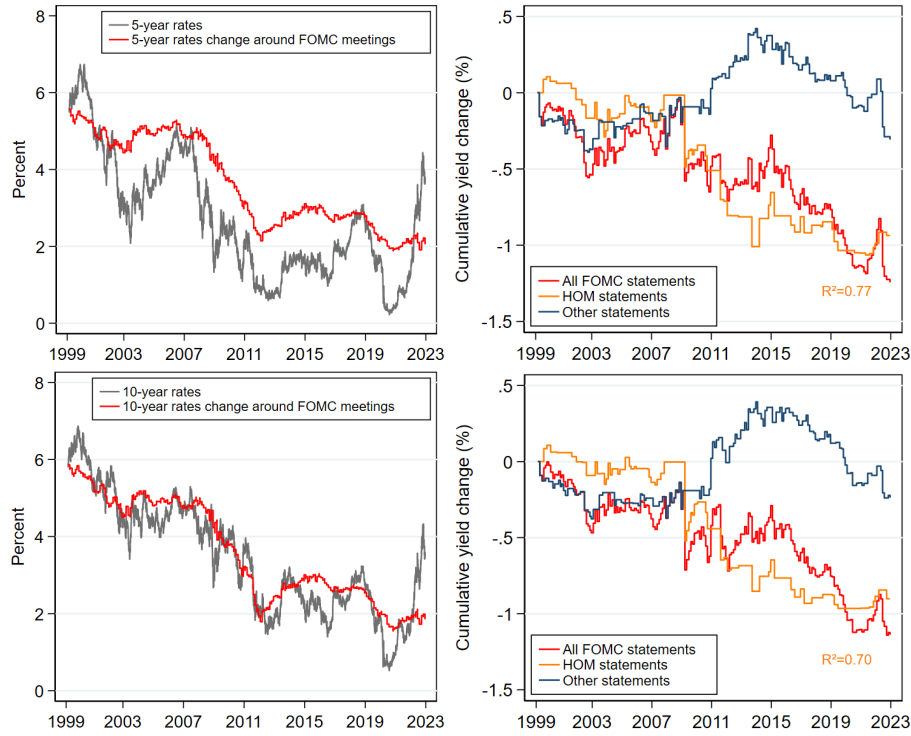 5-year rates
5-year rates change around FOMC meetings
Percent
8
6
4
2
0
1999 2003 2007 2011 2015 2019 2023
Cumulative yield change (%)
.5
0
-.5
-1
-1.5
All FOMC statements
HOM statements
Other statements
R²=0.77
1999 2003 2007 2011 2015 2019 2023
10-year rates
10-year rates change around FOMC meetings
Percent
8
6
4
2
0
1999 2003 2007 2011 2015 2019 2023
Cumulative yield change (%)
.5
0
-.5
-1
-1.5
All FOMC statements
HOM statements
Other statements
R²=0.70
1999 2003 2007 2011 2015 2019 2023